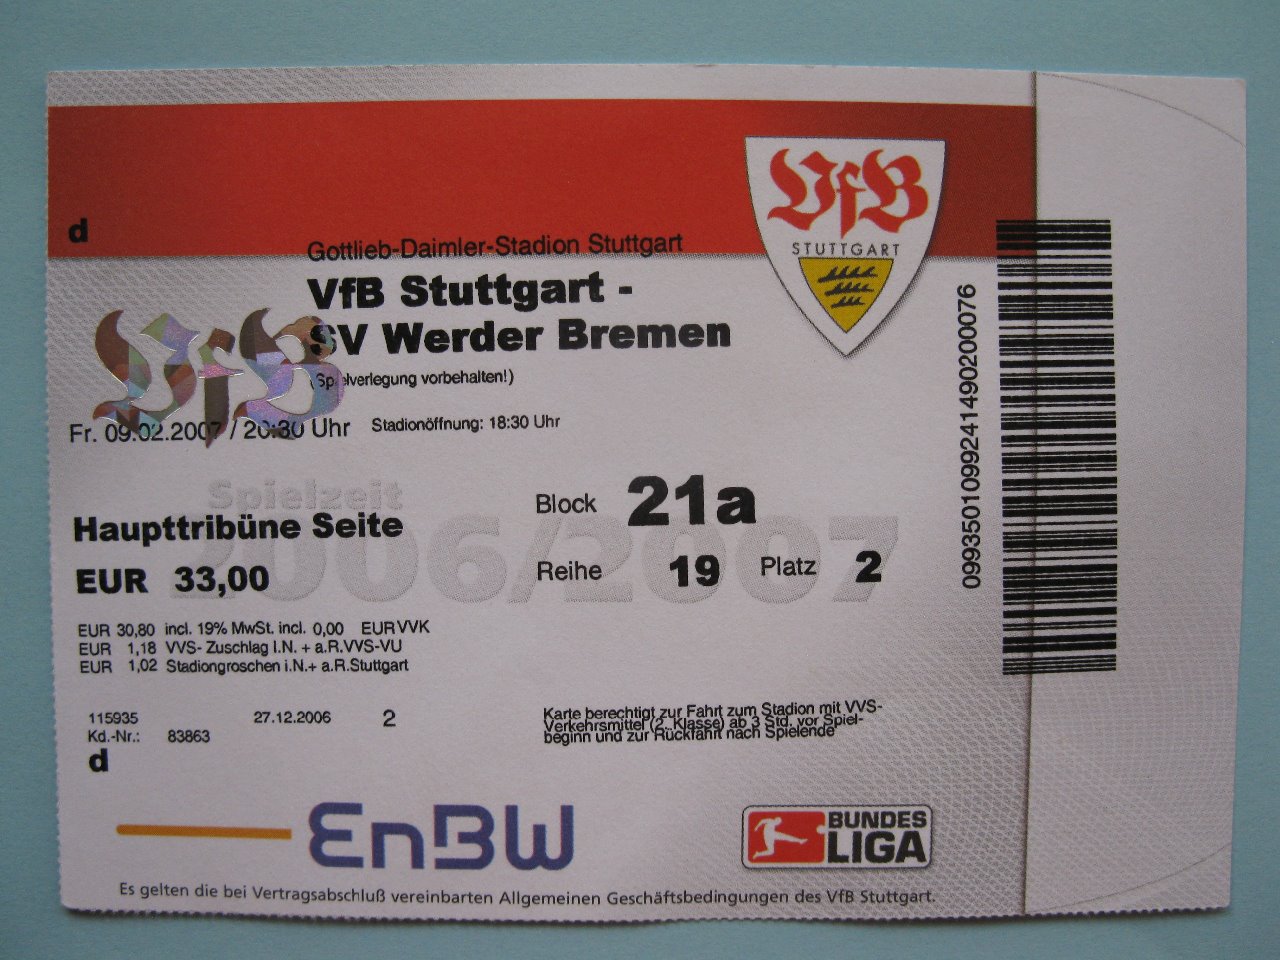 d
Gottlieb-Daimler-Stadion Stuttgart
VfB Stuttgart -
SV Werder Bremen
(Spielverlegung vorbehalten!)
VfB
STUTTGART
VfB
Fr. 09.02.2007 / 20:30 Uhr Stadionöffnung: 18:30 Uhr
Spielzeit
2006/2007
Haupttribüne Seite
Block 21a
EUR 33,00
Reihe 19 Platz 2
EUR 30,80 incl. 19% MwSt. incl. 0,00 EUR VVK
EUR 1,18 VVS- Zuschlag I.N. + a.R.VVS-VU
EUR 1,02 Stadiongroschen i.N.+ a.R.Stuttgart
115935 27.12.2006 2
Kd.-Nr.: 83863
d
Karte berechtigt zur Fahrt zum Stadion mit VVS-
Verkehrsmittel (2. Klasse) ab 3 Std. vor Spiel-
beginn und zur Rückfahrt nach Spielende
EnBW
BUNDES
LIGA
Es gelten die bei Vertragsabschluß vereinbarten Allgemeinen Geschäftsbedingungen des VfB Stuttgart.
0993501099241490200076